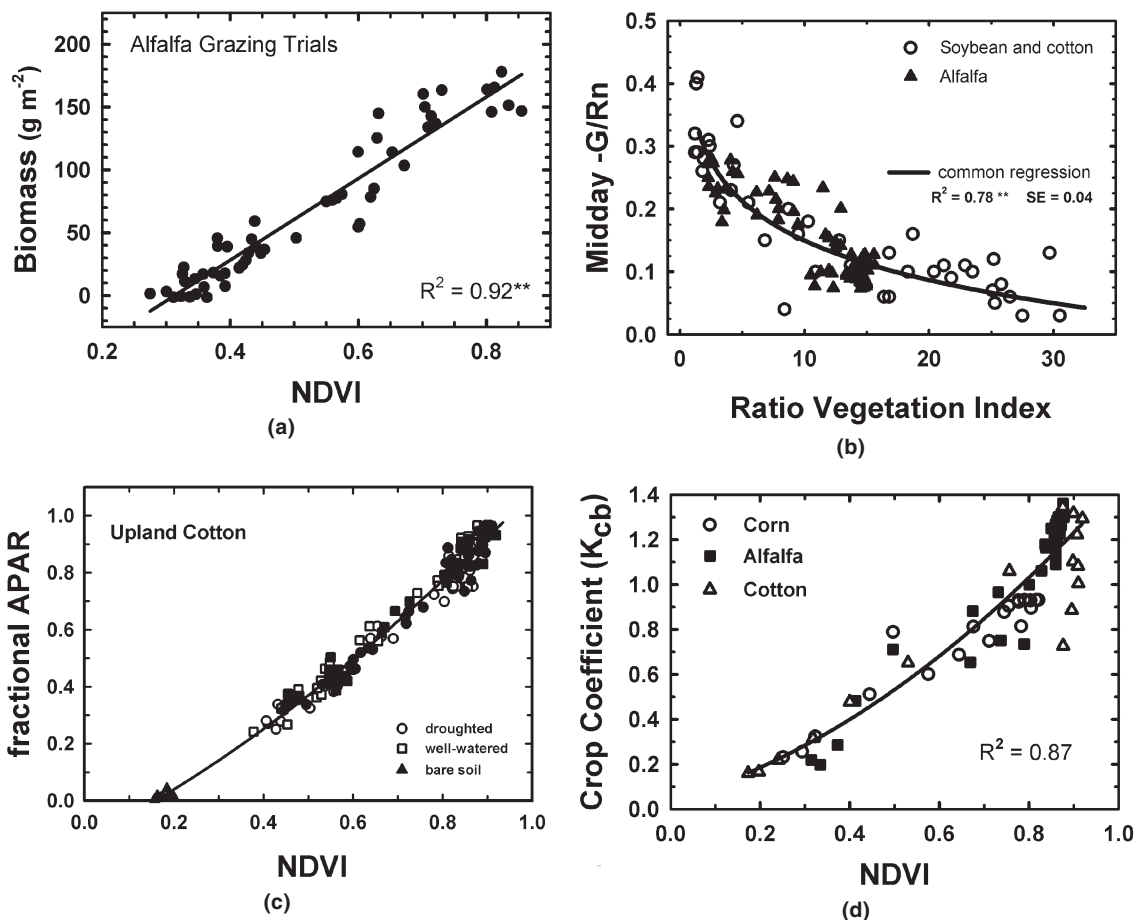 Alfalfa Grazing Trials
Biomass (g m⁻²)
200
150
100
50
0
R² = 0.92**
0.2 0.4 0.6 0.8
NDVI
(a)
Soybean and cotton
Alfalfa
Midday -G/Rn
0.5
0.4
0.3
0.2
0.1
0.0
common regression
R² = 0.78 ** SE = 0.04
0 10 20 30
Ratio Vegetation Index
(b)
Upland Cotton
fractional APAR
1.0
0.8
0.6
0.4
0.2
0.0
droughted
well-watered
bare soil
0.0 0.2 0.4 0.6 0.8 1.0
NDVI
(c)
Corn
Alfalfa
Cotton
Crop Coefficient (Kcb)
1.4
1.2
1.0
0.8
0.6
0.4
0.2
0.0
R² = 0.87
0.0 0.2 0.4 0.6 0.8 1.0
NDVI
(d)